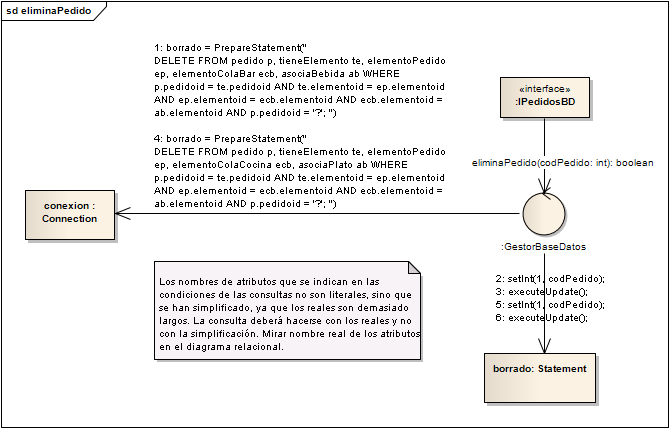 sd eliminaPedido
1: borrado = PrepareStatement("
DELETE FROM pedido p, tieneElemento te, elementoPedido
ep, elementoColaBar ecb, asociaBebida ab WHERE
p.pedidoid = te.pedidoid AND te.elementoid = ep.elementoid
AND ep.elementoid = ecb.elementoid AND ecb.elementoid =
ab.elementoid AND p.pedidoid = '?'; ")
4: borrado = PrepareStatement("
DELETE FROM pedido p, tieneElemento te, elementoPedido
ep, elementoColaCocina ecb, asociaPlato ab WHERE
p.pedidoid = te.pedidoid AND te.elementoid = ep.elementoid
AND ep.elementoid = ecb.elementoid AND ecb.elementoid =
ab.elementoid AND p.pedidoid = '?'; ")
«interface»
:IPedidosBD
eliminaPedido(codPedido: int): boolean
conexion :
Connection
:GestorBaseDatos
2: setInt(1, codPedido);
3: executeUpdate();
5: setInt(1, codPedido);
6: executeUpdate();
Los nombres de atributos que se indican en las
condiciones de las consultas no son literales, sino que
se han simplificado, ya que los reales son demasiado
largos. La consulta deberá hacerse con los reales y no
con la simplificación. Mirar nombre real de los atributos
en el diagrama relacional.
borrado: Statement